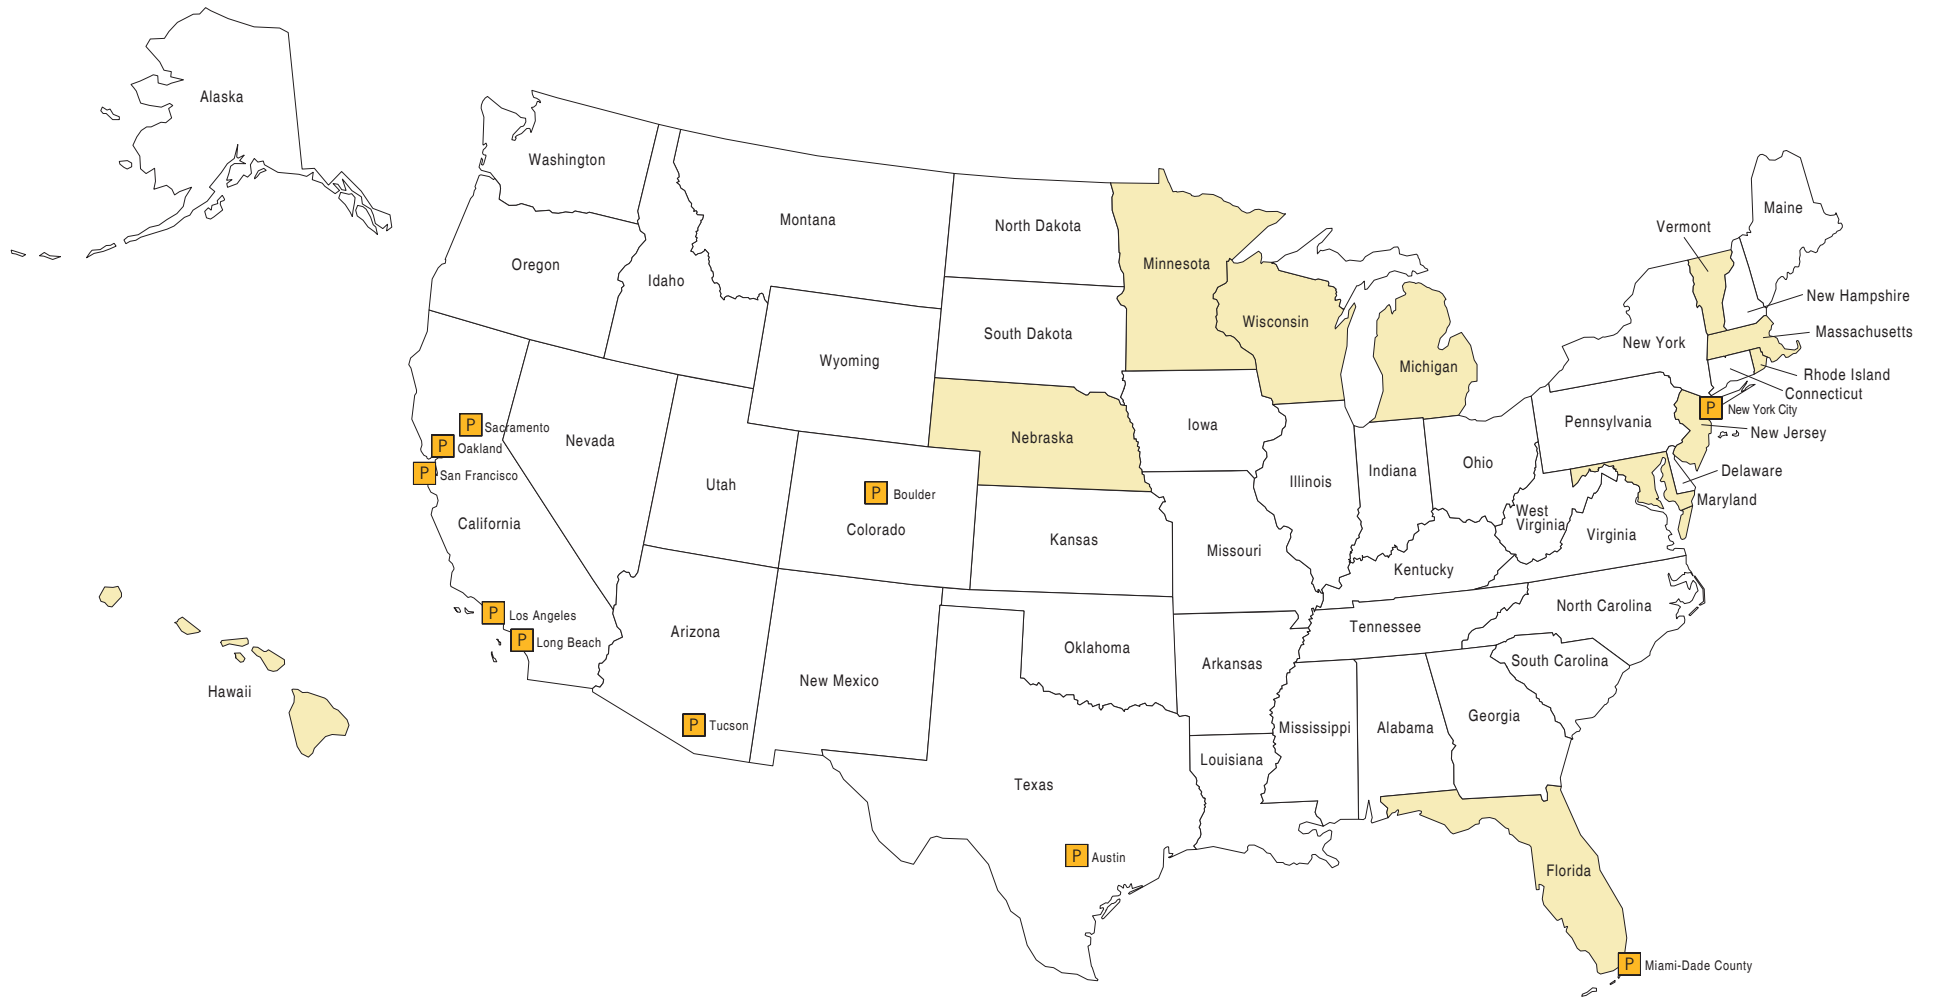 Alaska
Washington
Montana
North Dakota
Minnesota
Maine
Vermont
Oregon
Idaho
South Dakota
Wisconsin
New Hampshire
Massachusetts
New York
Wyoming
Michigan
Rhode Island
Connecticut
P New York City
Pennsylvania
New Jersey
P Sacramento
P Oakland
P San Francisco
Nevada
Nebraska
Iowa
Utah
P Boulder
Colorado
Illinois
Indiana
Ohio
Delaware
Maryland
California
Kansas
Missouri
West
Virginia
Virginia
Kentucky
P Los Angeles
P Long Beach
Arizona
North Carolina
Tennessee
Oklahoma
Arkansas
South Carolina
New Mexico
Hawaii
P Tucson
Mississippi
Alabama
Georgia
Louisiana
Texas
P Austin
Florida
P Miami-Dade County